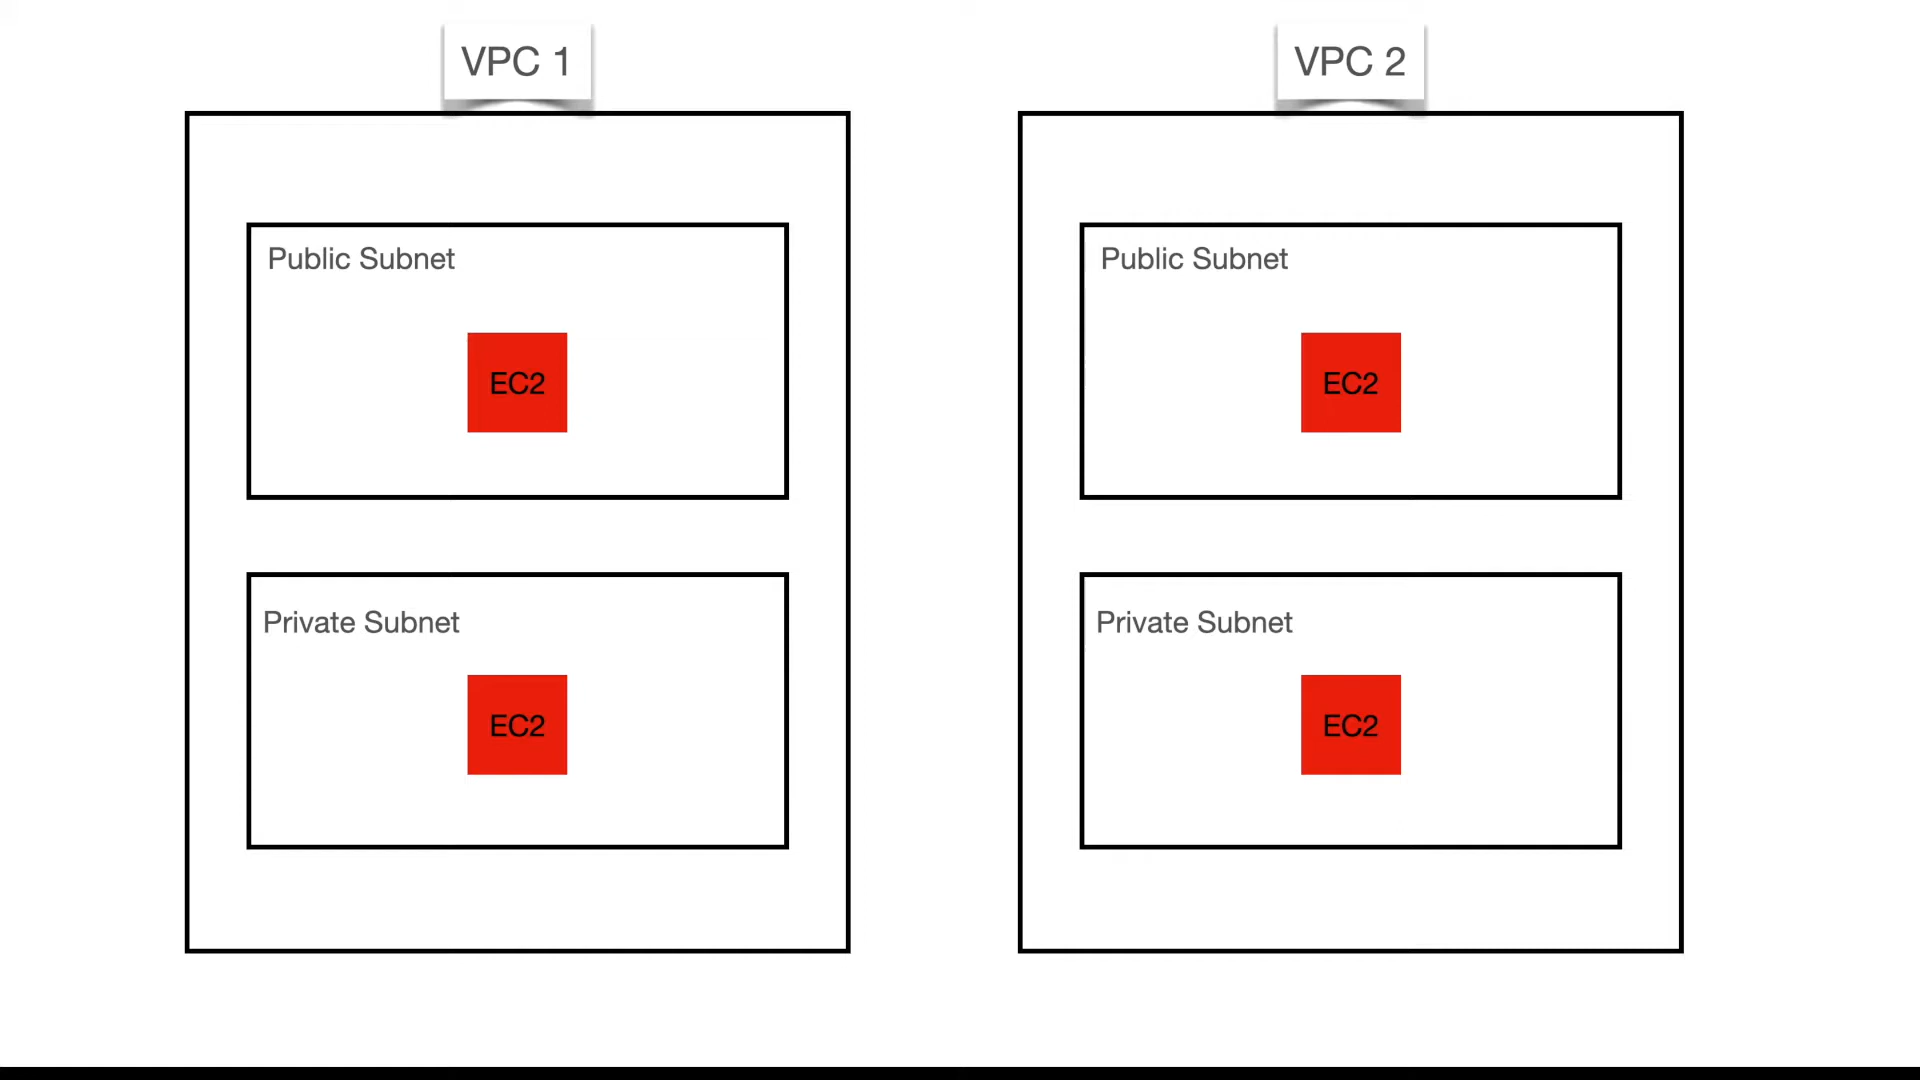 VPC 1
Public Subnet
EC2
Private Subnet
EC2
VPC 2
Public Subnet
EC2
Private Subnet
EC2